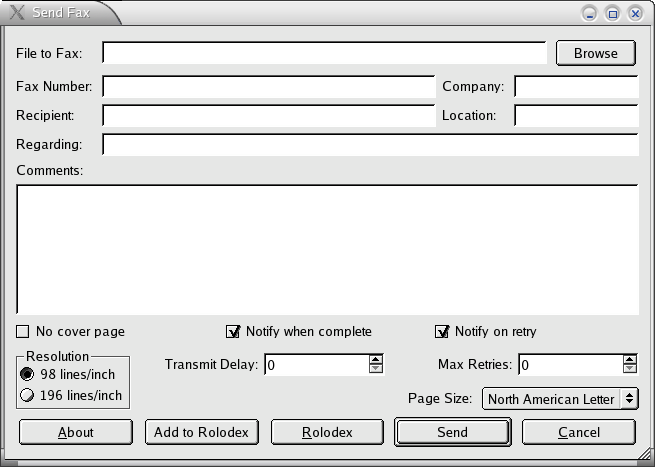 Send Fax
File to Fax: Browse
Fax Number: Company:
Recipient: Location:
Regarding:
Comments:
No cover page Notify when complete Notify on retry
Resolution
98 lines/inch Transmit Delay: 0 Max Retries: 0
196 lines/inch
Page Size: North American Letter
About Add to Rolodex Rolodex Send Cancel